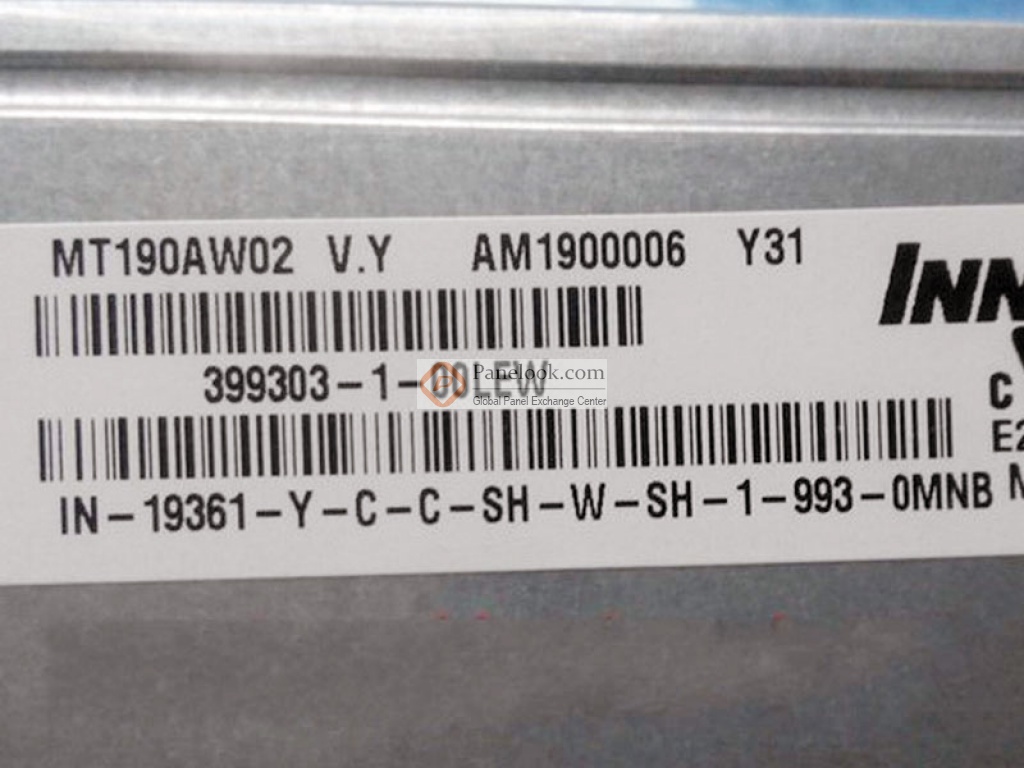 MT190AW02 V.Y AM1900006 Y31
INN
399303-1-00LEW
Panelook.com
Global Panel Exchange Center
C
E2
IN-19361-Y-C-C-SH-W-SH-1-993-0MNB